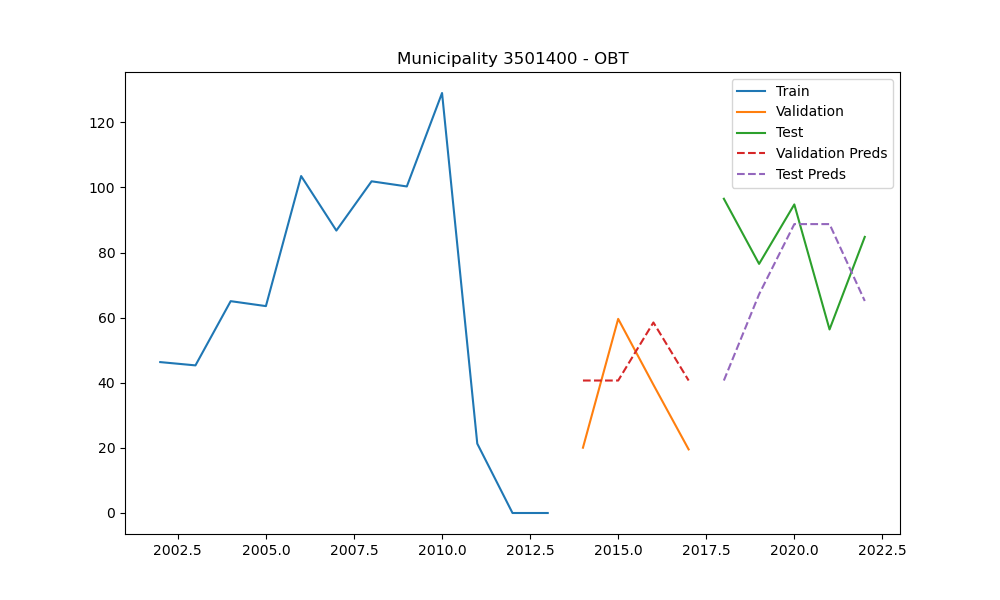 Municipality 3501400 - OBT
Train
Validation
Test
Validation Preds
Test Preds
120
100
80
60
40
20
0
2002.5 2005.0 2007.5 2010.0 2012.5 2015.0 2017.5 2020.0 2022.5